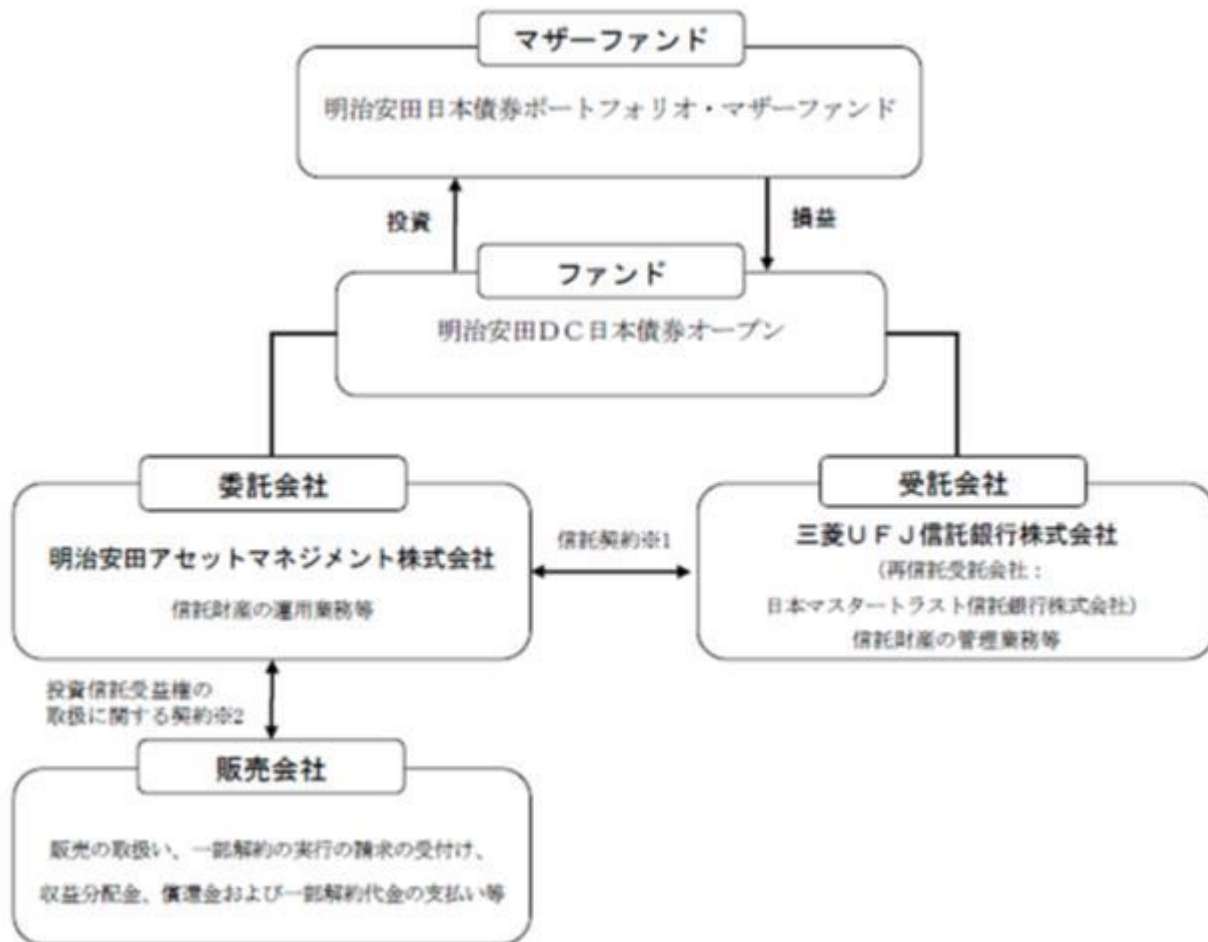 マザーファンド
明治安田日本債券ポートフォリオ・マザーファンド
投資
損益
ファンド
明治安田DC日本債券オープン
委託会社
明治安田アセットマネジメント株式会社
信託財産の運用業務等
信託契約※1
受託会社
三菱UFJ信託銀行株式会社
(再信託受託会社:
日本マスタートラスト信託銀行株式会社)
信託財産の管理業務等
投資信託受益権の
取扱に関する契約※2
販売会社
販売の取扱い、一部解約の実行の請求の受付け、
収益分配金、償還金および一部解約代金の支払い等